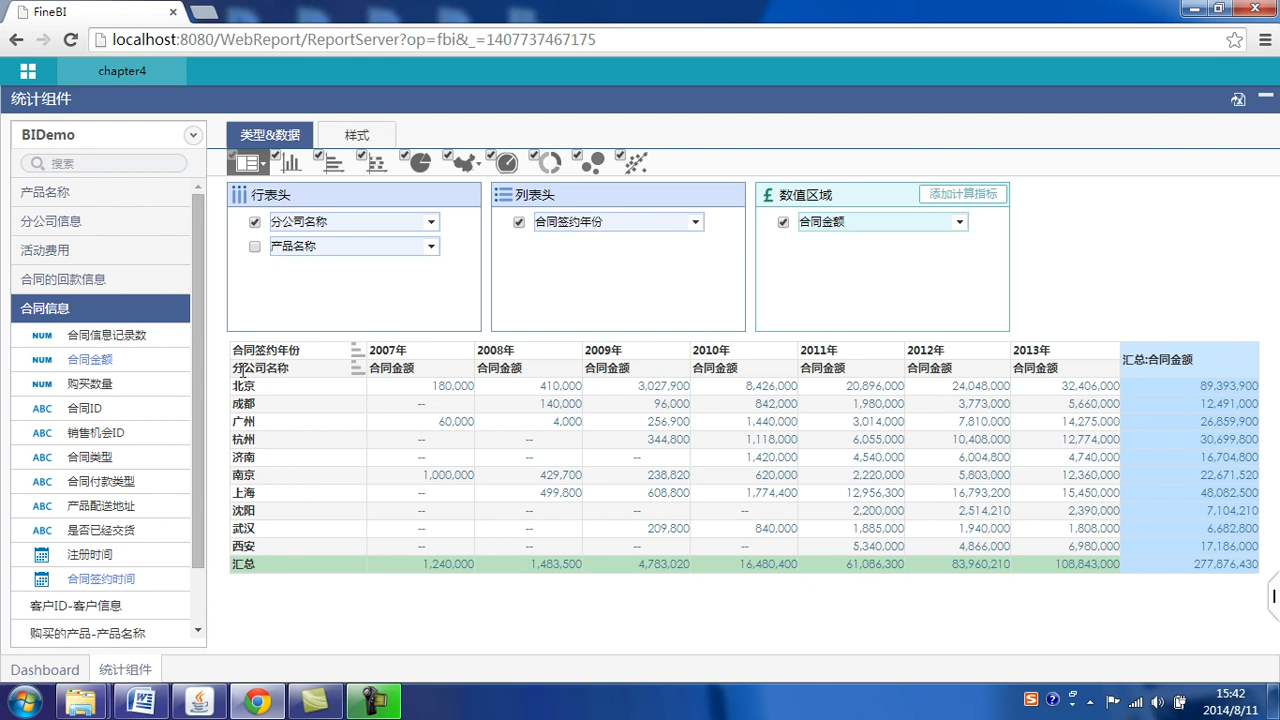 FineBI
localhost:8080/WebReport/ReportServer?op=fbi&_=1407737467175
chapter4
统计组件
BIDemo
搜索
产品名称
分公司信息
活动费用
合同的回款信息
合同信息
NUM 合同信息记录数
NUM 合同金额
NUM 购买数量
ABC 合同ID
ABC 销售机会ID
ABC 合同类型
ABC 合同付款类型
ABC 产品配送地址
ABC 是否已经交货
注册时间
合同签约时间
客户ID-客户信息
购买的产品-产品名称
类型&数据 样式
行表头
分公司名称
产品名称
列表头
合同签约年份
数值区域 添加计算指标
合同金额
合同签约年份 2007年 2008年 2009年 2010年 2011年 2012年 2013年 汇总:合同金额
分公司名称 合同金额 合同金额 合同金额 合同金额 合同金额 合同金额 合同金额
北京 180,000 410,000 3,027,900 8,426,000 20,896,000 24,048,000 32,406,000 89,393,900
成都 -- 140,000 96,000 842,000 1,980,000 3,773,000 5,660,000 12,491,000
广州 60,000 4,000 256,900 1,440,000 3,014,000 7,810,000 14,275,000 26,859,900
杭州 -- -- 344,800 1,118,000 6,055,000 10,408,000 12,774,000 30,699,800
济南 -- -- -- 1,420,000 4,540,000 6,004,800 4,740,000 16,704,800
南京 1,000,000 429,700 238,820 620,000 2,220,000 5,803,000 12,360,000 22,671,520
上海 -- 499,800 608,800 1,774,400 12,956,300 16,793,200 15,450,000 48,082,500
沈阳 -- -- -- -- 2,200,000 2,514,210 2,390,000 7,104,210
武汉 -- -- 209,800 840,000 1,885,000 1,940,000 1,808,000 6,682,800
西安 -- -- -- -- 5,340,000 4,866,000 6,980,000 17,186,000
汇总 1,240,000 1,483,500 4,783,020 16,480,400 61,086,300 83,960,210 108,843,000 277,876,430
Dashboard 统计组件
15:42
2014/8/11